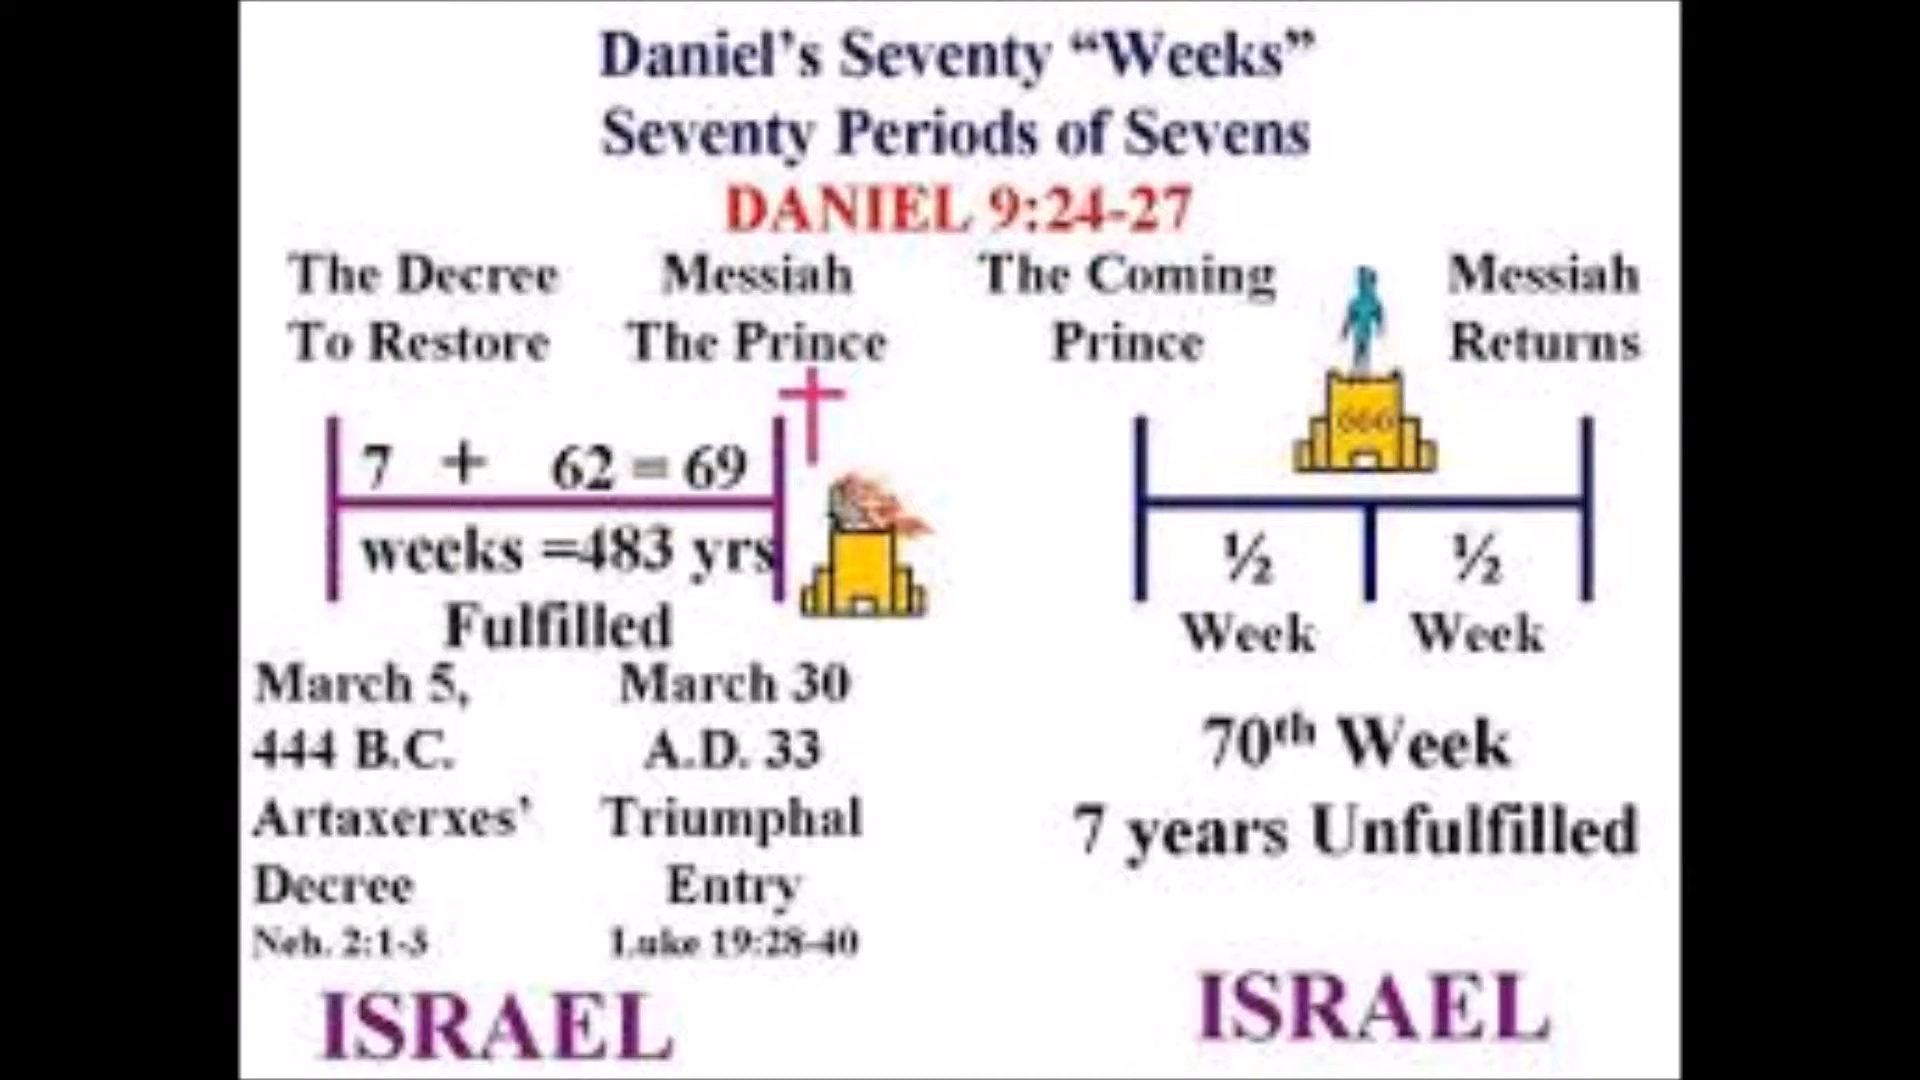 Daniel's Seventy “Weeks”
Seventy Periods of Sevens
DANIEL 9:24-27
The Decree
To Restore
Messiah
The Prince
The Coming
Prince
Messiah
Returns
666
7 + 62 = 69
weeks =483 yrs
Fulfilled
½
Week
½
Week
March 5,
444 B.C.
Artaxerxes’
Decree
Neh. 2:1-
March 30
A.D. 33
Triumphal
Entry
Luke 19:28-40
70th Week
7 years Unfulfilled
ISRAEL
ISRAEL